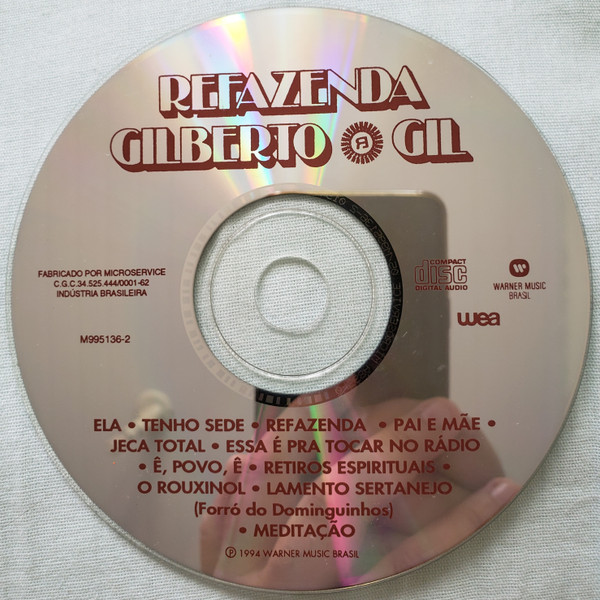 REFAZENDA
GILBERTO R GIL
FABRICADO POR MICROSERVICE
C.G.C.34.525.444/0001-62
INDÚSTRIA BRASILEIRA
M995136-2
COMPACT
disc
DIGITAL AUDIO
WARNER MUSIC
BRASIL
wea
ELA • TENHO SEDE • REFAZENDA • PAI E MÃE •
JECA TOTAL • ESSA É PRA TOCAR NO RÁDIO
• Ê, POVO, Ê • RETIROS ESPIRITUAIS •
O ROUXINOL • LAMENTO SERTANEJO
(Forró do Dominguinhos)
• MEDITAÇÃO
℗ 1994 WARNER MUSIC BRASIL